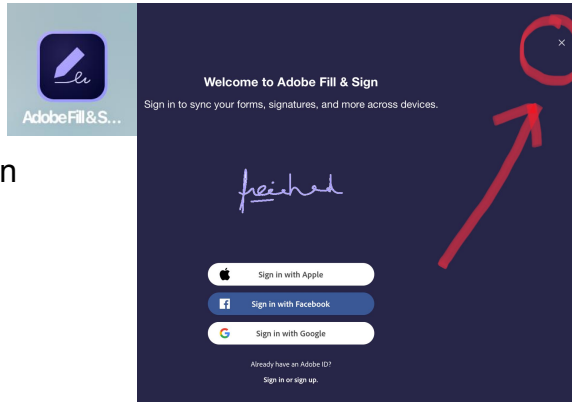 Adobe Fill & S...
n
Welcome to Adobe Fill & Sign
Sign in to sync your forms, signatures, and more across devices.
Sign in with Apple
Sign in with Facebook
Sign in with Google
Already have an Adobe ID?
Sign in or sign up.